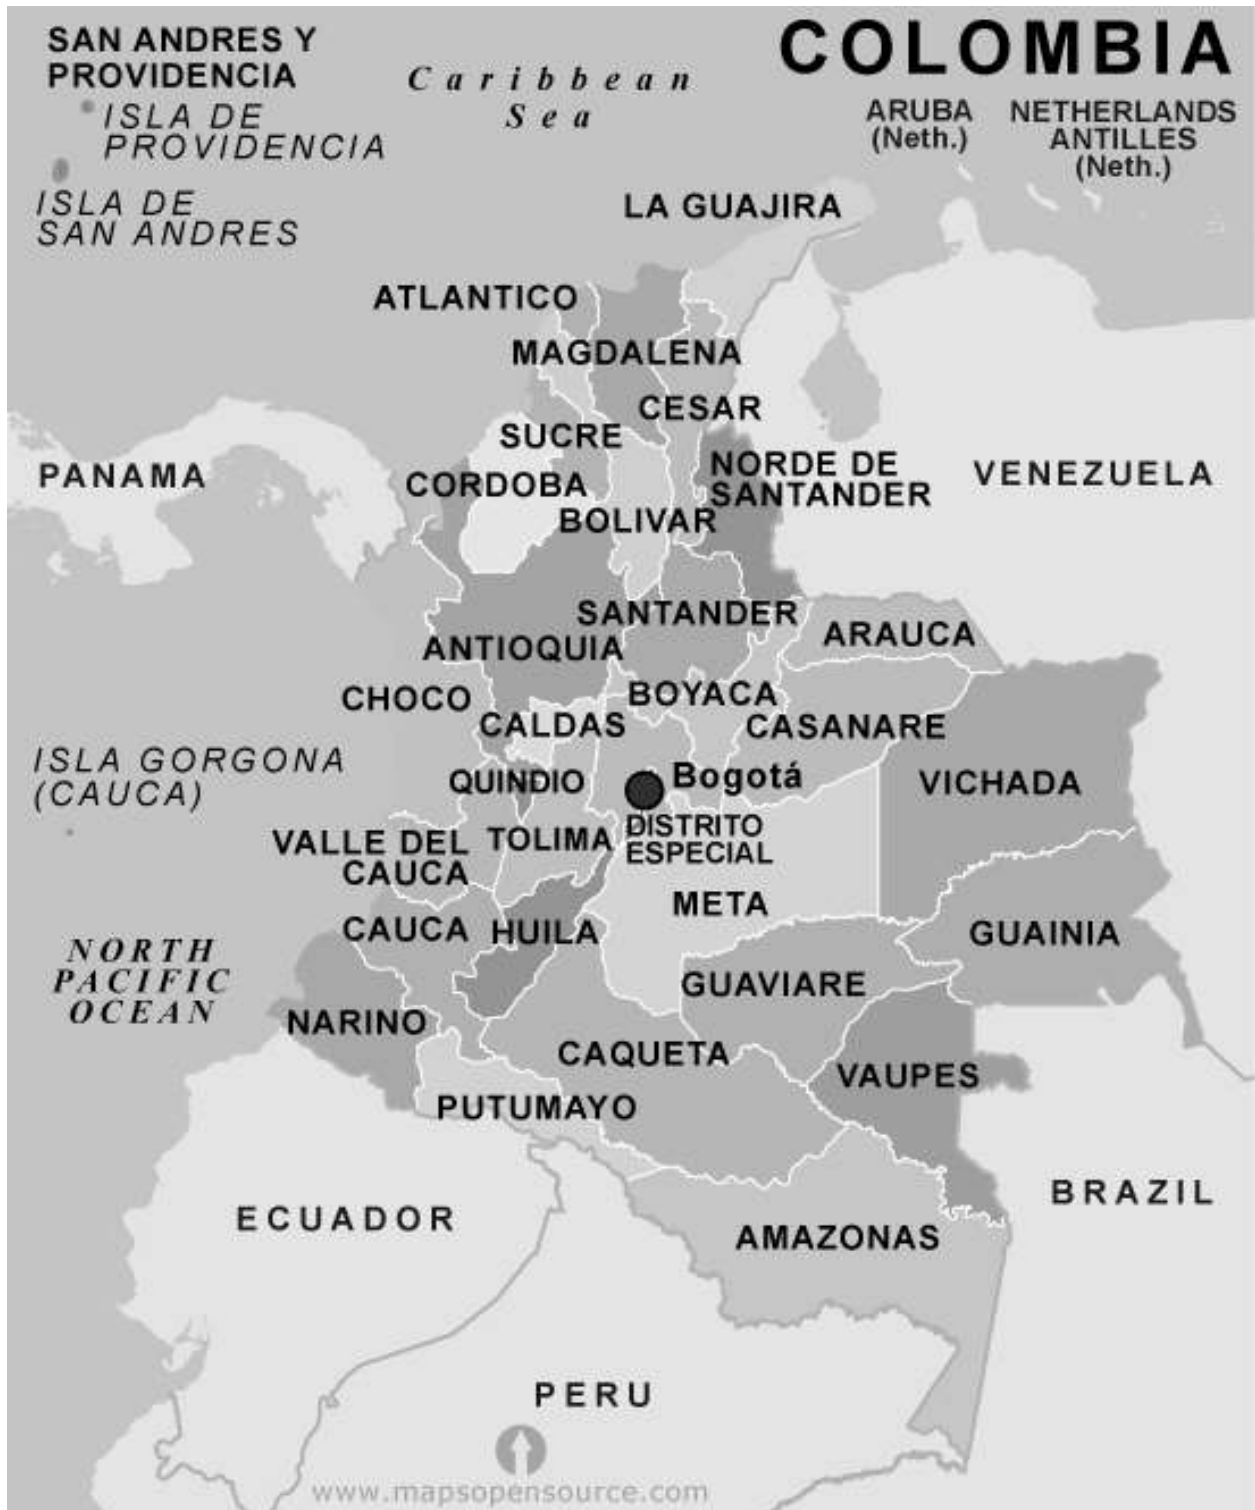 SAN ANDRES Y
PROVIDENCIA
ISLA DE
PROVIDENCIA
ISLA DE
SAN ANDRES
Caribbean
Sea
COLOMBIA
ARUBA
(Neth.)
NETHERLANDS
ANTILLES
(Neth.)
LA GUAJIRA
ATLANTICO
MAGDALENA
CESAR
SUCRE
PANAMA
CORDOBA
NORDE DE
SANTANDER
VENEZUELA
BOLIVAR
SANTANDER
ARAUCA
ANTIOQUIA
CHOCO
BOYACA
CALDAS
CASANARE
ISLA GORGONA
(CAUCA)
QUINDIO
Bogotá
VICHADA
VALLE DEL
CAUCA
TOLIMA
DISTRITO
ESPECIAL
META
CAUCA
HUILA
GUAINIA
NORTH
PACIFIC
OCEAN
GUAVIARE
NARINO
CAQUETA
VAUPES
PUTUMAYO
ECUADOR
BRAZIL
AMAZONAS
PERU
www.mapsopensource.com